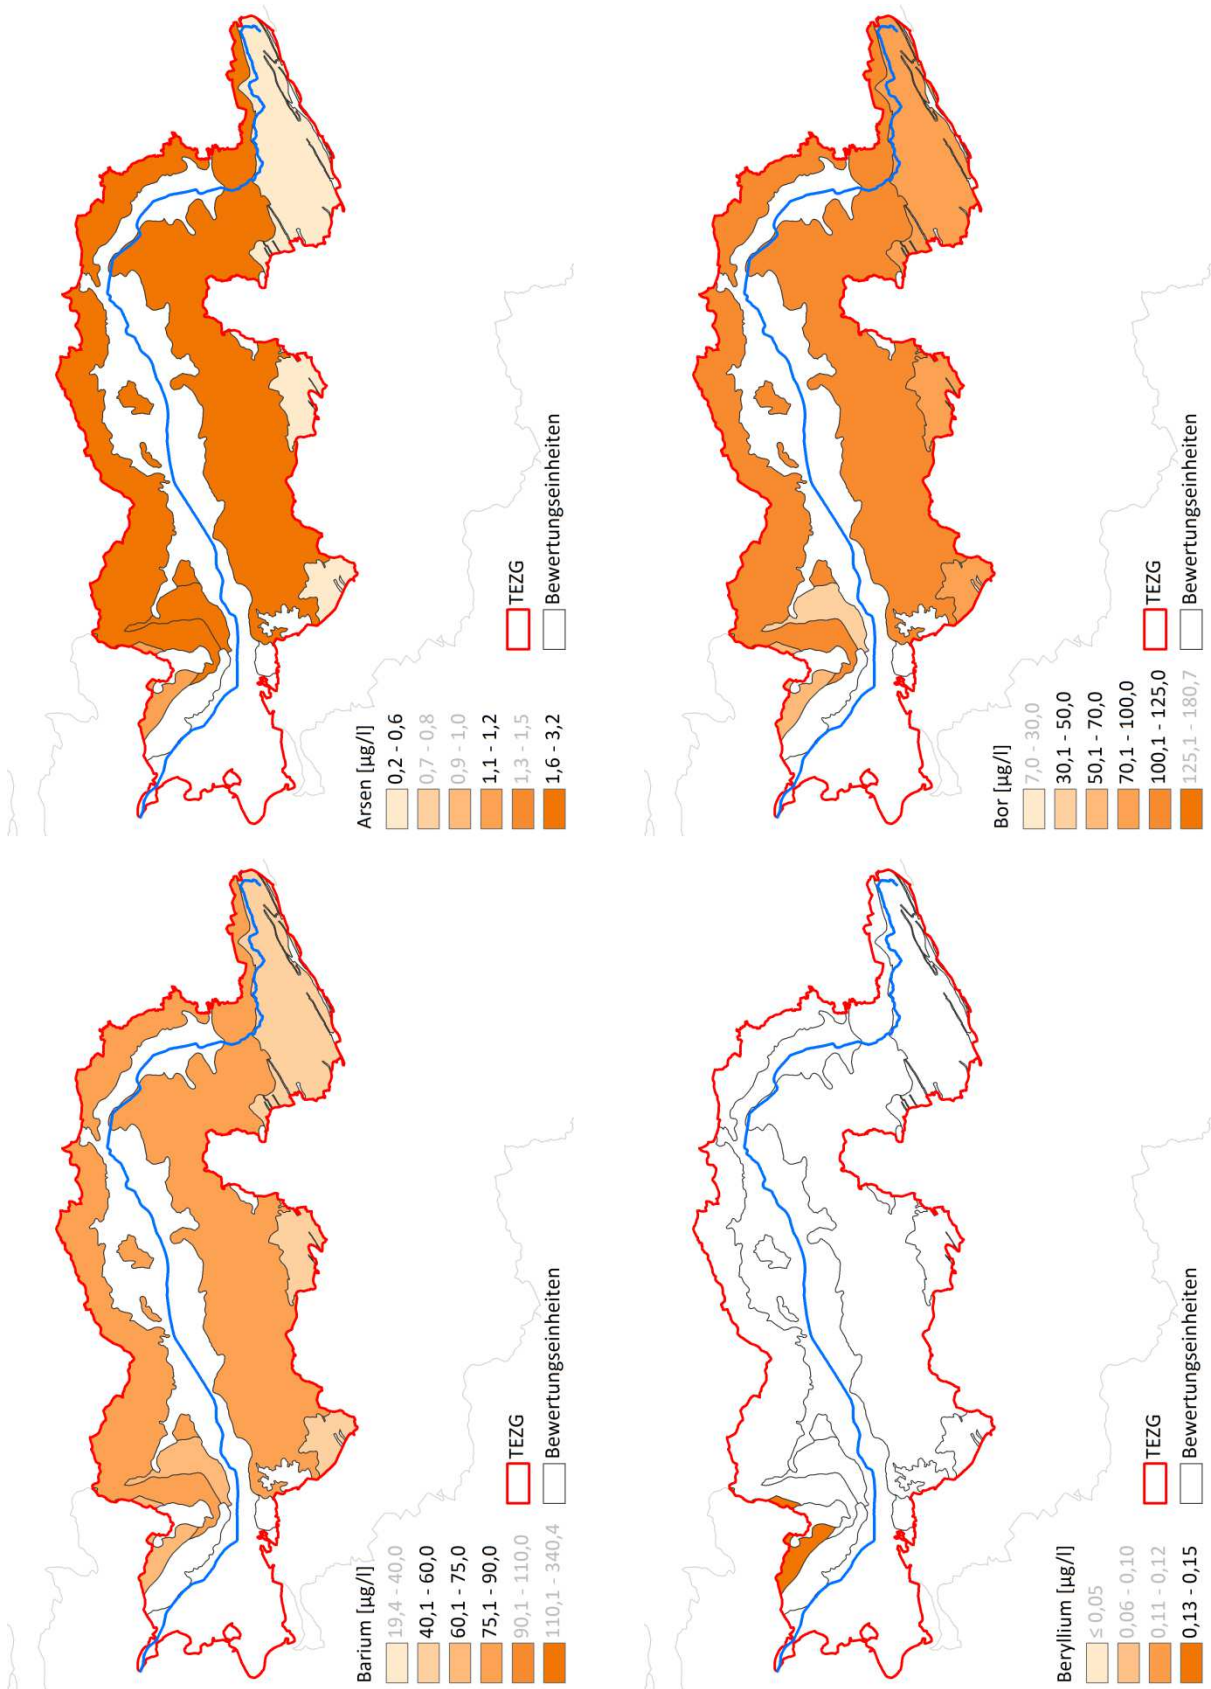 Arsen [µg/l]
0,2 - 0,6
0,7 - 0,8
0,9 - 1,0
1,1 - 1,2
1,3 - 1,5
1,6 - 3,2
TEZG
Bewertungseinheiten
Bor [µg/l]
7,0 - 30,0
30,1 - 50,0
50,1 - 70,0
70,1 - 100,0
100,1 - 125,0
125,1 - 180,7
TEZG
Bewertungseinheiten
Barium [µg/l]
19,4 - 40,0
40,1 - 60,0
60,1 - 75,0
75,1 - 90,0
90,1 - 110,0
110,1 - 340,4
TEZG
Bewertungseinheiten
Beryllium [µg/l]
≤ 0,05
0,06 - 0,10
0,11 - 0,12
0,13 - 0,15
TEZG
Bewertungseinheiten